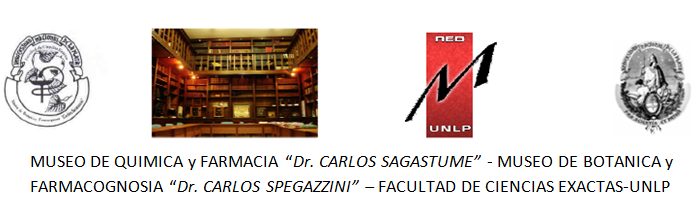 RED
UNLP
MUSEO DE QUIMICA y FARMACIA “Dr. CARLOS SAGASTUME” - MUSEO DE BOTANICA y
FARMACOGNOSIA “Dr. CARLOS SPEGAZZINI” – FACULTAD DE CIENCIAS EXACTAS-UNLP